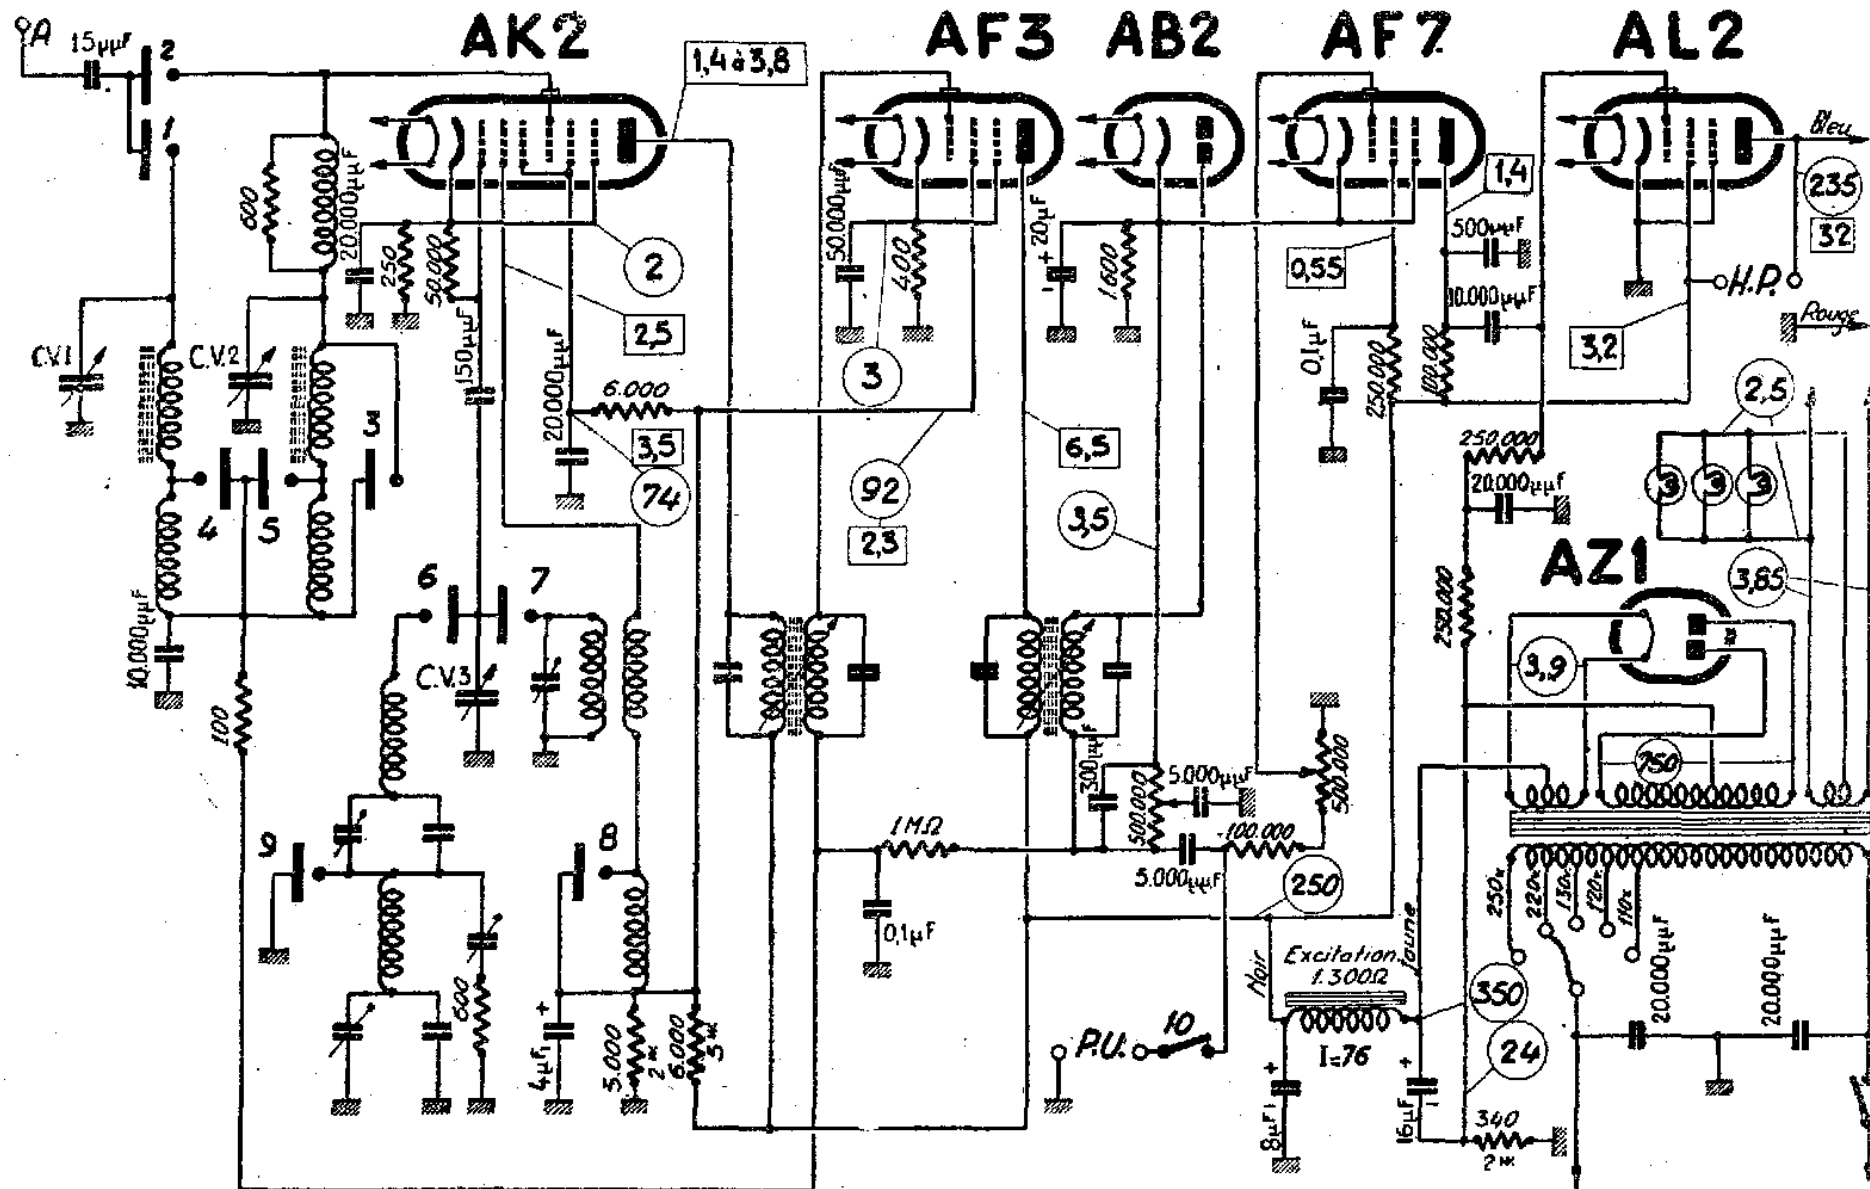 A
15µµF
2
1
AK2
1,4 à 3,8
AF3
AB2
AF7
AL2
Bleu
235
32
H.P.
Rouge
600
20.000µµF
250
50.000
2
2,5
50.000µµF
400
3
+ 20µF
1.600
0,55
1,4
500µµF
10.000µµF
3,2
C.V.1
C.V.2
3
150µµF
20.000µµF
6.000
3,5
74
92
2,3
6,5
3,5
0,1µF
250.000
100.000
250.000
20.000µµF
2,5
4
5
6
7
AZ1
3,85
250.000
3,9
750
10.000µµF
100
C.V.3
300µµF
500.000
5.000µµF
500.000
1MΩ
100.000
5.000µµF
9
8
0,1µF
250
250v
220v
130v
120v
110v
Noir
Excitation
1.300Ω
Jaune
350
24
I=76
20.000µµF
20.000µµF
600
+
4µF
5.000
2w
6.000
3w
P.U.
10
+
8µF
+
16µF
340
2w